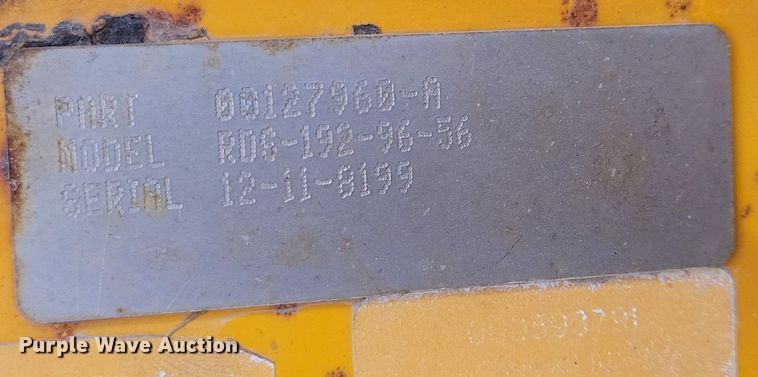 PART 00127960-A
MODEL RDG-192-96-56
SERIAL 12-11-8199
Purple Wave Auction